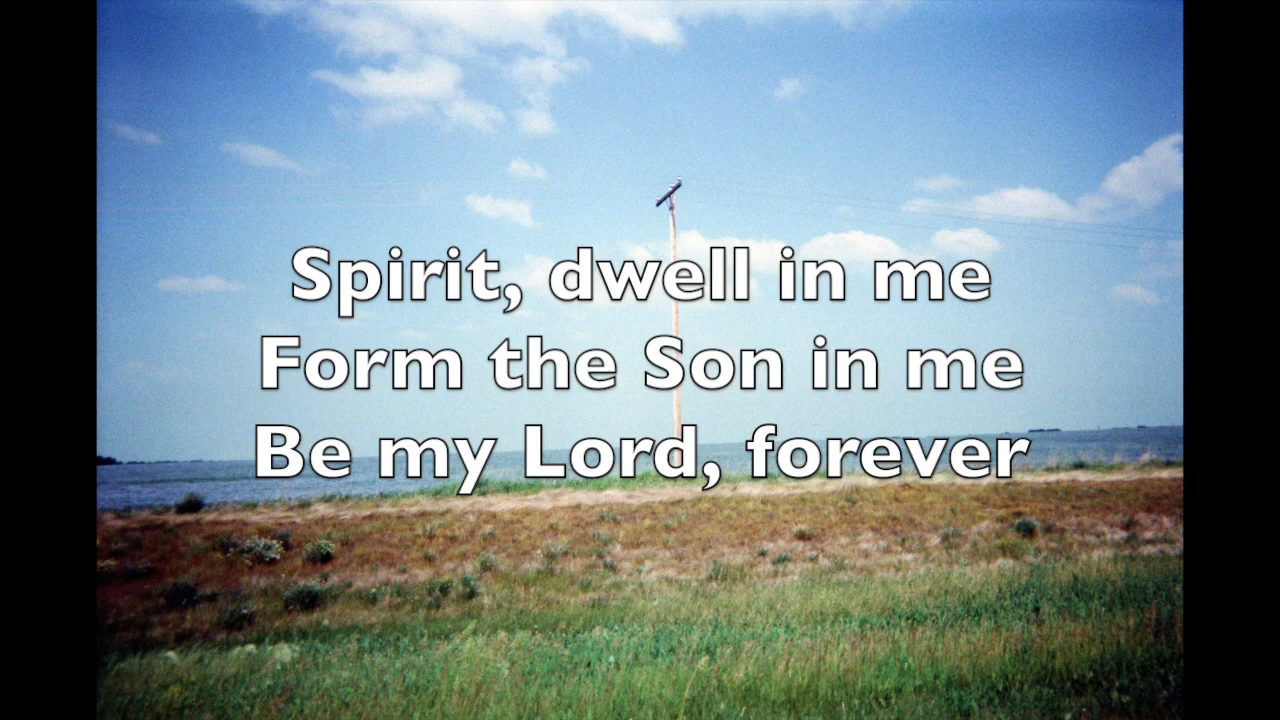 Spirit, dwell in me
Form the Son in me
Be my Lord, forever